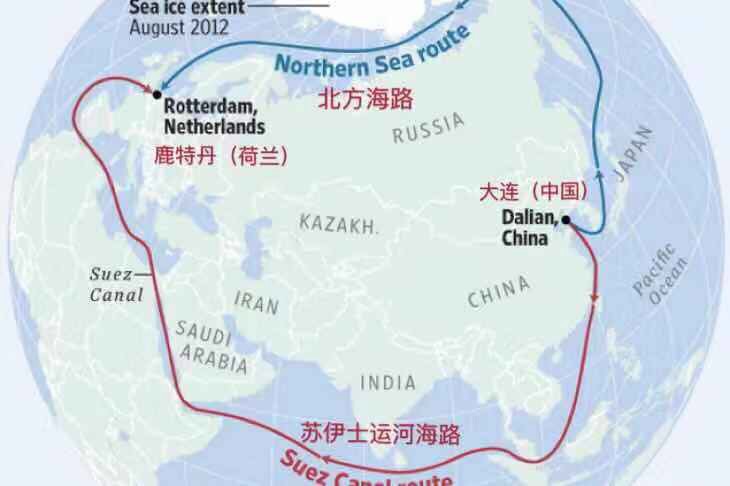 Sea ice extent
August 2012
Northern Sea route
北方海路
Rotterdam,
Netherlands
鹿特丹（荷兰）
RUSSIA
JAPAN
大连（中国）
Dalian,
China
KAZAKH.
Pacific
Ocean
Suez
Canal
IRAN
CHINA
SAUDI
ARABIA
INDIA
苏伊士运河海路
Suez Canal route